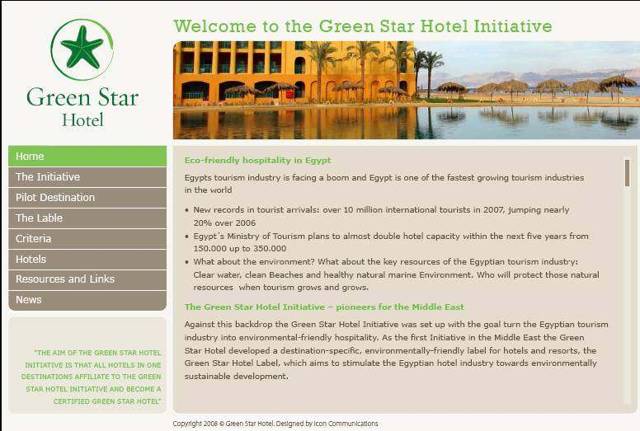 Green Star
Hotel
Welcome to the Green Star Hotel Initiative
Home
The Initiative
Pilot Destination
The Lable
Criteria
Hotels
Resources and Links
News
"THE AIM OF THE GREEN STAR HOTEL
INITIATIVE IS THAT ALL HOTELS IN ONE
DESTINATIONS AFFILIATE TO THE GREEN
STAR HOTEL INITIATIVE AND BECOME A
CERTIFIED GREEN STAR HOTEL"
Eco-friendly hospitality in Egypt
Egypts tourism industry is facing a boom and Egypt is one of the fastest growing tourism industries
in the world
• New records in tourist arrivals: over 10 million international tourists in 2007, jumping nearly
20% over 2006
• Egypt´s Ministry of Tourism plans to almost double hotel capacity within the next five years from
150.000 up to 350.000
• What about the environment? What about the key resources of the Egyptian tourism industry:
Clear water, clean Beaches and healthy natural marine Environment. Who will protect those natural
resources when tourism grows and grows.
The Green Star Hotel Initiative – pioneers for the Middle East
Against this backdrop the Green Star Hotel Initiative was set up with the goal turn the Egyptian tourism
industry into environmental-friendly hospitality. As the first Initiative in the Middle East the Green
Star Hotel developed a destination-specific, environmentally-friendly label for hotels and resorts, the
Green Star Hotel Label, which aims to stimulate the Egyptian hotel industry towards environmentally
sustainable development.
Copyright 2008 © Green Star Hotel. Designed by Icon Communications